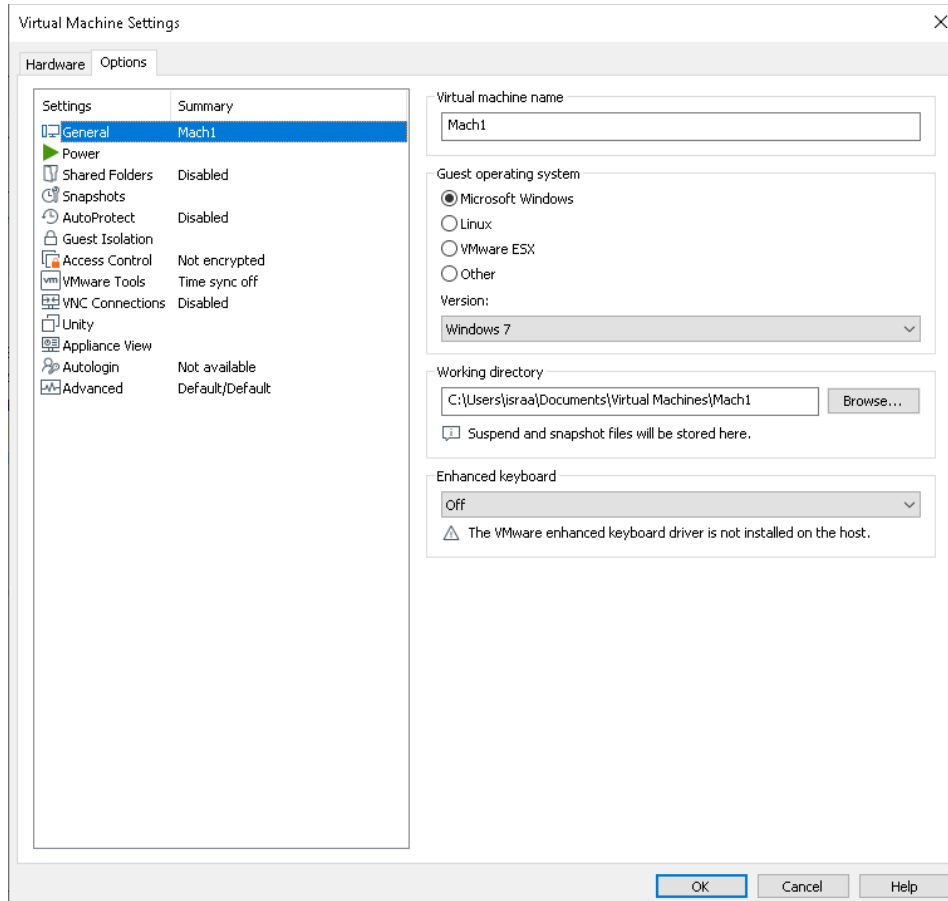 Virtual Machine Settings
Hardware Options
Settings Summary
General Mach1
Power
Shared Folders Disabled
Snapshots
AutoProtect Disabled
Guest Isolation
Access Control Not encrypted
vm VMware Tools Time sync off
VNC Connections Disabled
Unity
Appliance View
Autologin Not available
Advanced Default/Default
Virtual machine name
Mach1
Guest operating system
Microsoft Windows
Linux
VMware ESX
Other
Version:
Windows 7
Working directory
C:\Users\israa\Documents\Virtual Machines\Mach1 Browse...
Suspend and snapshot files will be stored here.
Enhanced keyboard
Off
The VMware enhanced keyboard driver is not installed on the host.
OK Cancel Help